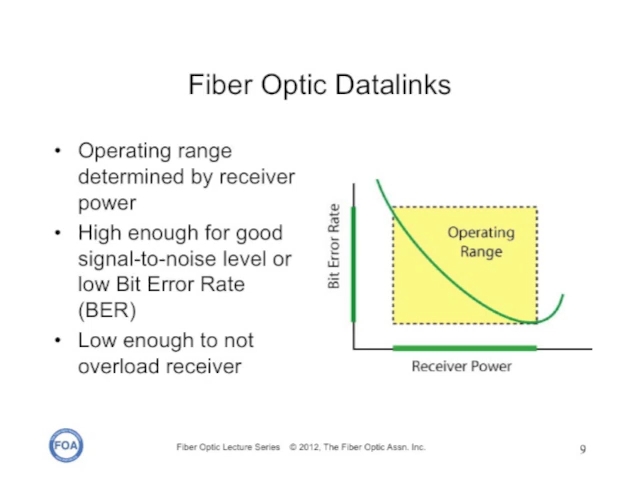 Fiber Optic Datalinks
• Operating range
determined by receiver
power
• High enough for good
signal-to-noise level or
low Bit Error Rate
(BER)
• Low enough to not
overload receiver
Bit Error Rate
Operating
Range
Receiver Power
FOA
Fiber Optic Lecture Series © 2012, The Fiber Optic Assn. Inc.
9